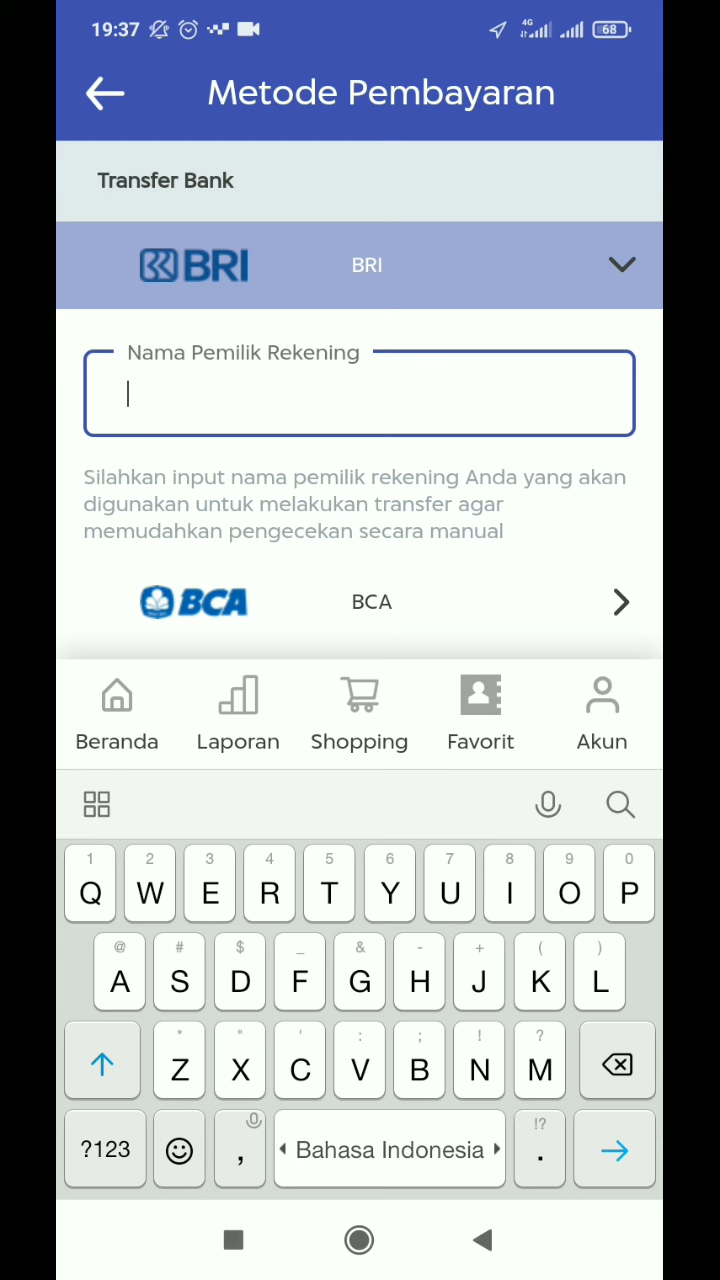 19:37 4G 68
Metode Pembayaran
Transfer Bank
BRI BRI
Nama Pemilik Rekening
Silahkan input nama pemilik rekening Anda yang akan
digunakan untuk melakukan transfer agar
memudahkan pengecekan secara manual
BCA BCA
Beranda Laporan Shopping Favorit Akun
1 2 3 4 5 6 7 8 9 0
Q W E R T Y U I O P
@ # $ _ & - + ( )
A S D F G H J K L
* " ' : ; ! ?
Z X C V B N M
!?
?123 , Bahasa Indonesia .